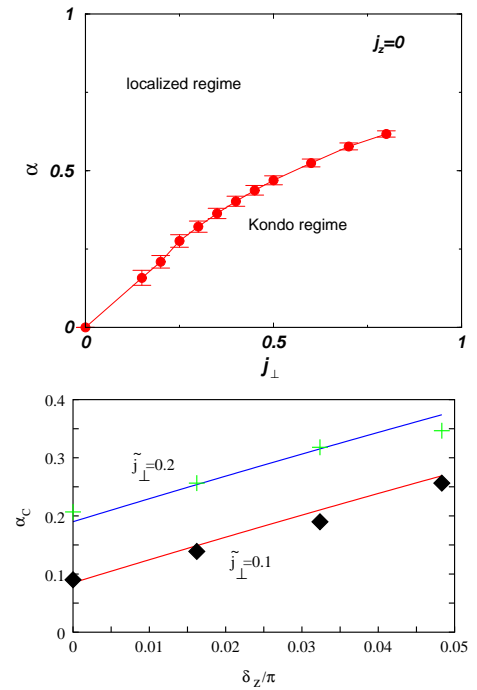 1
j_z=0
localized regime
α
0.5
Kondo regime
0
0 0.5 1
j_⊥
0.4
α_C
0.3
j̃_⊥=0.2
0.2
0.1
j̃_⊥=0.1
0
0 0.01 0.02 0.03 0.04 0.05
δ_Z/π